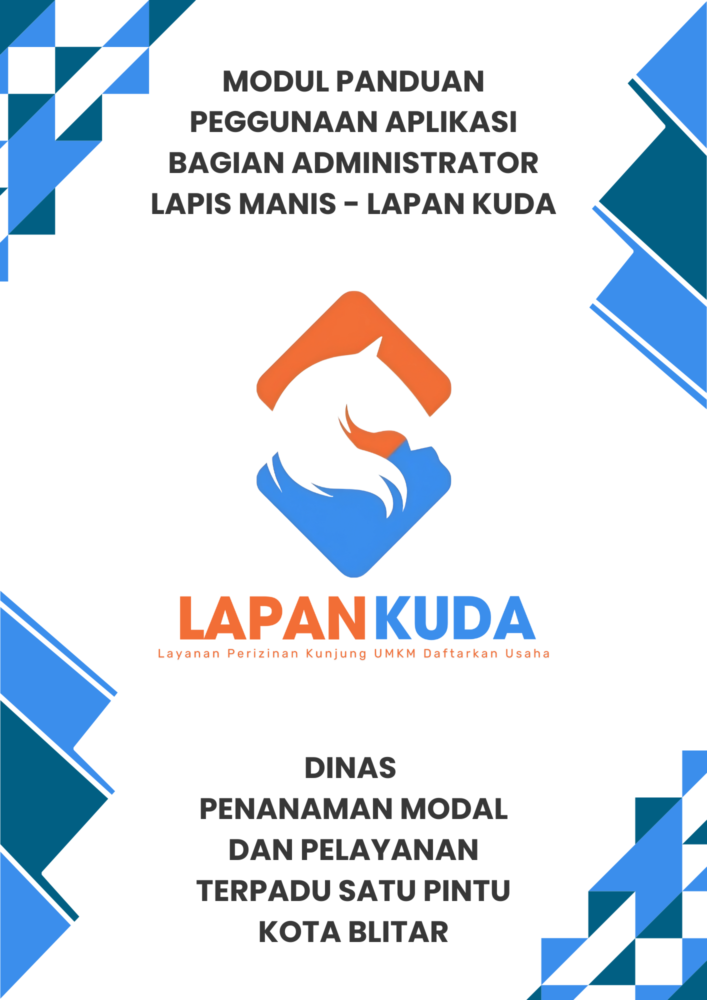 MODUL PANDUAN
PEGGUNAAN APLIKASI
BAGIAN ADMINISTRATOR
LAPIS MANIS - LAPAN KUDA
LAPANKUDA
Layanan Perizinan Kunjung UMKM Daftarkan Usaha
DINAS
PENANAMAN MODAL
DAN PELAYANAN
TERPADU SATU PINTU
KOTA BLITAR